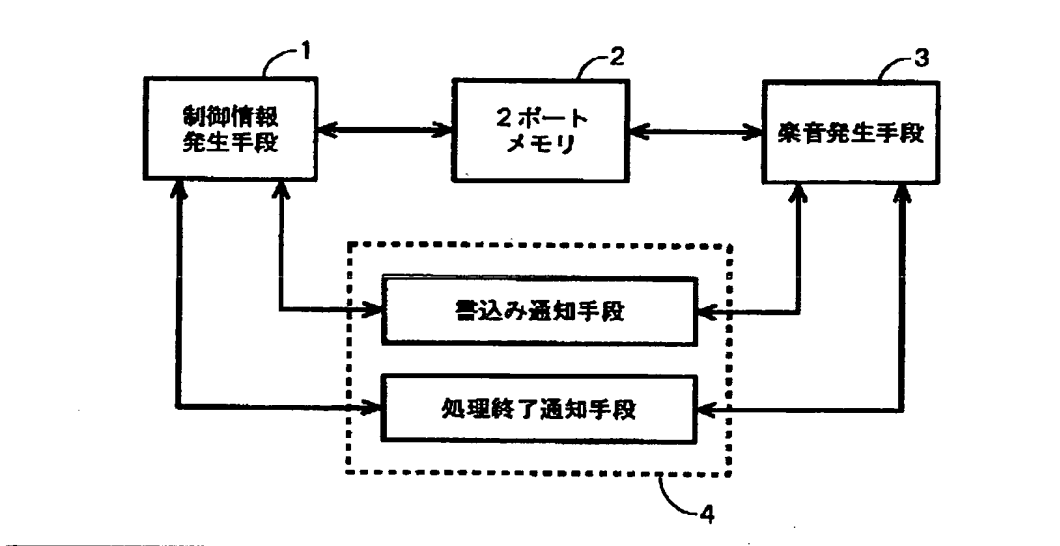 1
2
3
制御情報
発生手段
2ポート
メモリ
楽音発生手段
書込み通知手段
処理終了通知手段
4